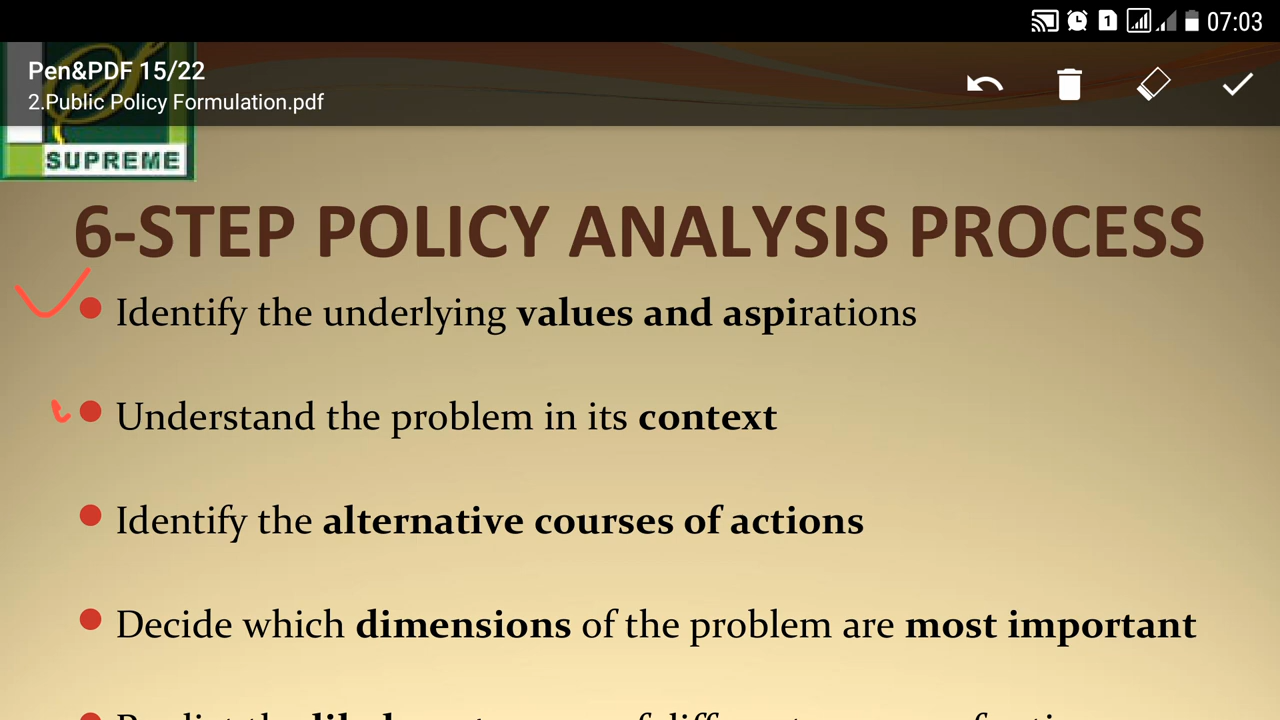 1
07:03
Pen&PDF 15/22
2.Public Policy Formulation.pdf
SUPREME
6-STEP POLICY ANALYSIS PROCESS
Identify the underlying values and aspirations
Understand the problem in its context
Identify the alternative courses of actions
Decide which dimensions of the problem are most important